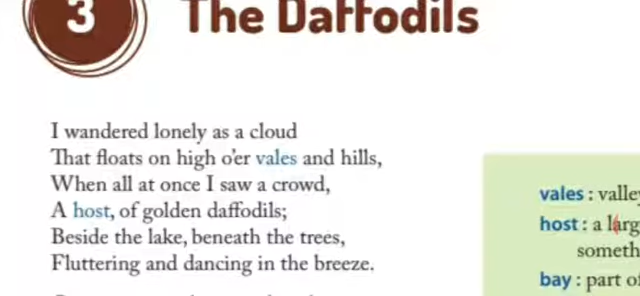 3
The Daffodils
I wandered lonely as a cloud
That floats on high o'er vales and hills,
When all at once I saw a crowd,
A host, of golden daffodils;
Beside the lake, beneath the trees,
Fluttering and dancing in the breeze.
vales : valley
host : a larg
someth
bay : part of